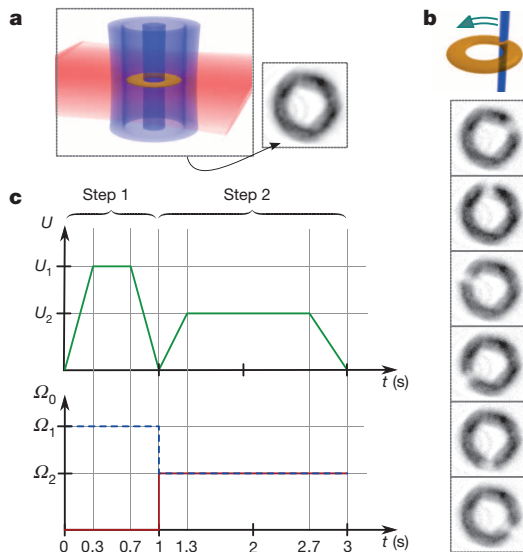 a
b
c
Step 1 Step 2
U
U₁
U₂
t (s)
Ω₀
Ω₁
Ω₂
t (s)
0 0.3 0.7 1 1.3 2 2.7 3